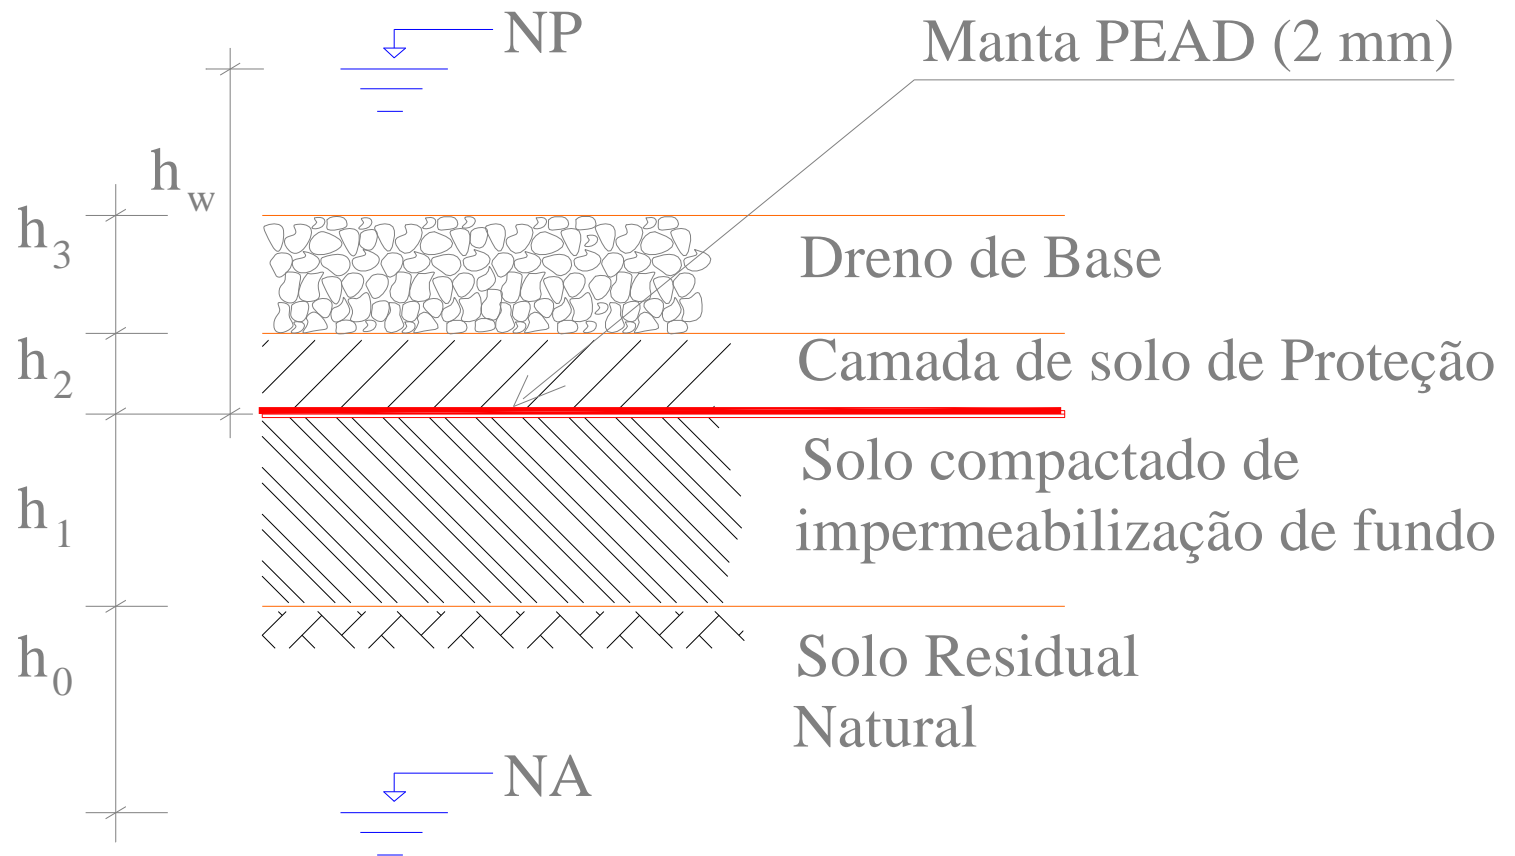 NP
Manta PEAD (2 mm)
hw
h3
Dreno de Base
h2
Camada de solo de Proteção
Solo compactado de
impermeabilização de fundo
h1
Solo Residual
Natural
h0
NA